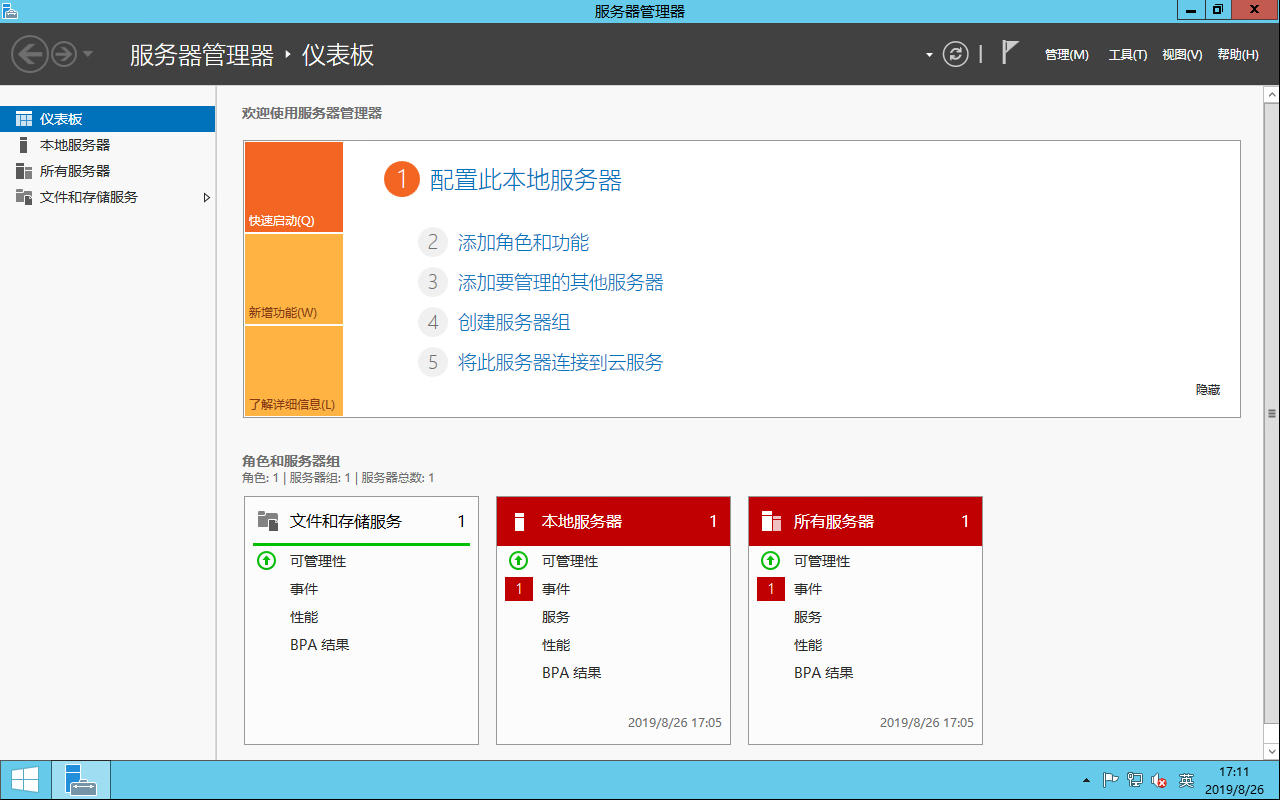 服务器管理器
服务器管理器 ‣ 仪表板
管理(M) 工具(T) 视图(V) 帮助(H)
仪表板
本地服务器
所有服务器
文件和存储服务
欢迎使用服务器管理器
快速启动(Q)
新增功能(W)
了解详细信息(L)
1 配置此本地服务器
2 添加角色和功能
3 添加要管理的其他服务器
4 创建服务器组
5 将此服务器连接到云服务
隐藏
角色和服务器组
角色: 1 | 服务器组: 1 | 服务器总数: 1
文件和存储服务 1
可管理性
事件
性能
BPA 结果
本地服务器 1
可管理性
1 事件
服务
性能
BPA 结果
2019/8/26 17:05
所有服务器 1
可管理性
1 事件
服务
性能
BPA 结果
2019/8/26 17:05
英
17:11
2019/8/26